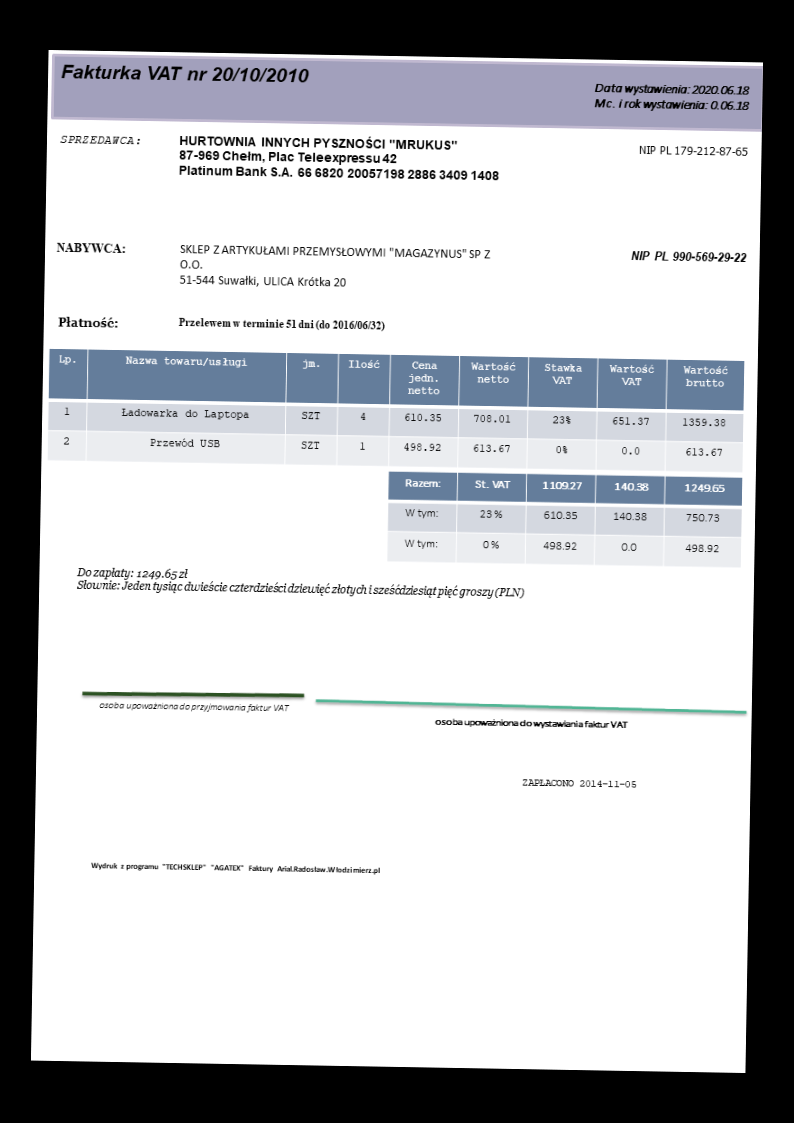 Fakturka VAT nr 20/10/2010
Data wystawienia: 2020.06.18
Mc. i rok wystawienia: 0.06.18
SPRZEDAWCA:
HURTOWNIA INNYCH PYSZNOŚCI "MRUKUS"
87-969 Chełm, Plac Teleexpressu 42
Platinum Bank S.A. 66 6820 20057198 2886 3409 1408
NIP PL 179-212-87-65
NABYWCA:
SKLEP Z ARTYKUŁAMI PRZEMYSŁOWYMI "MAGAZYNUS" SP Z
O.O.
51-544 Suwałki, ULICA Krótka 20
NIP PL 990-569-29-22
Płatność:
Przelewem w terminie 51 dni (do 2016/06/32)
Lp. Nazwa towaru/usługi jm. Ilość Cena jedn. netto Wartość netto Stawka VAT Wartość VAT Wartość brutto
1 Ładowarka do Laptopa SZT 4 610.35 708.01 23% 651.37 1359.38
2 Przewód USB SZT 1 498.92 613.67 0% 0.0 613.67
Razem: St. VAT 1109.27 140.38 1249.65
W tym: 23 % 610.35 140.38 750.73
W tym: 0 % 498.92 0.0 498.92
Do zapłaty: 1249.65 zł
Słownie: Jeden tysiąc dwieście czterdzieści dziewięć złotych i sześćdziesiąt pięć groszy (PLN)
osoba upoważniona do przyjmowania faktur VAT
osoba upoważniona do wystawiania faktur VAT
ZAPŁACONO 2014-11-05
Wydruk z programu "TECHSKLEP" "AGATEX" Faktury Arial.Radosław.Włodzimierz.pl